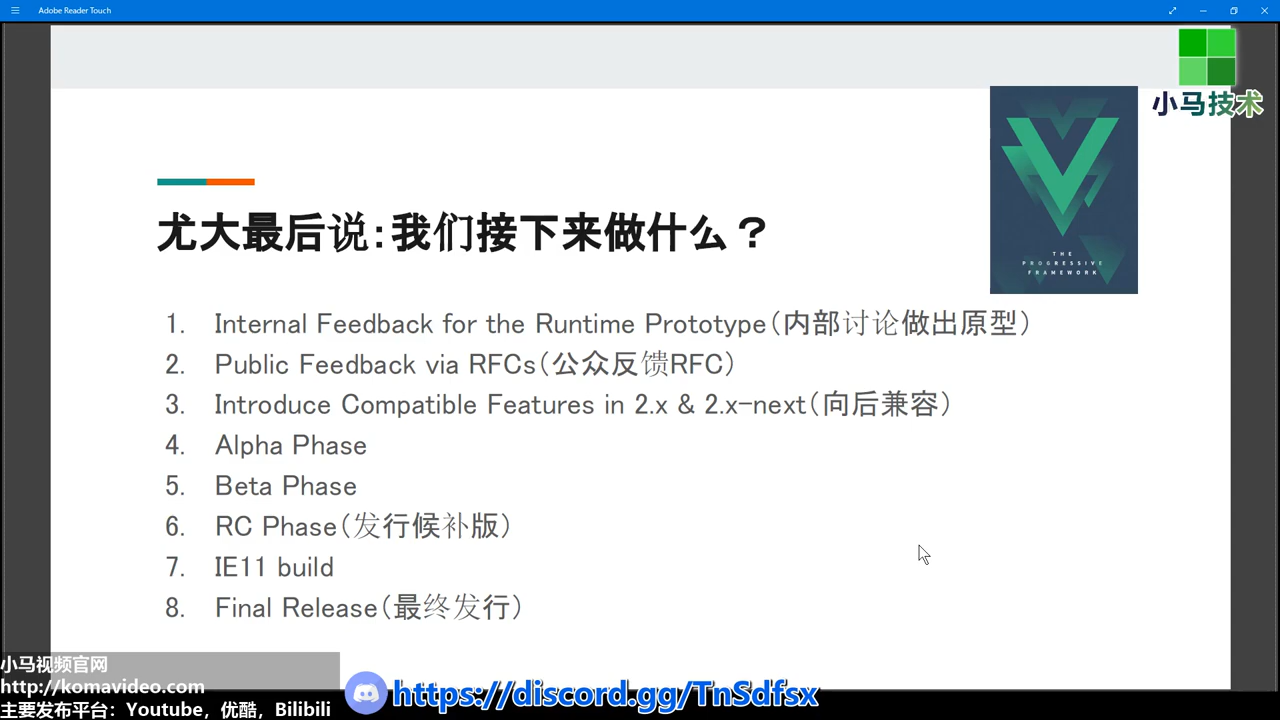 Adobe Reader Touch
小马技术
THE
PROGRESSIVE
FRAMEWORK
尤大最后说:我们接下来做什么？
1. Internal Feedback for the Runtime Prototype(内部讨论做出原型)
2. Public Feedback via RFCs(公众反馈RFC)
3. Introduce Compatible Features in 2.x & 2.x-next(向后兼容)
4. Alpha Phase
5. Beta Phase
6. RC Phase(发行候补版)
7. IE11 build
8. Final Release(最终发行)
小马视频官网
http://komavideo.com
主要发布平台：Youtube，优酷，Bilibili
https://discord.gg/TnSdfsx